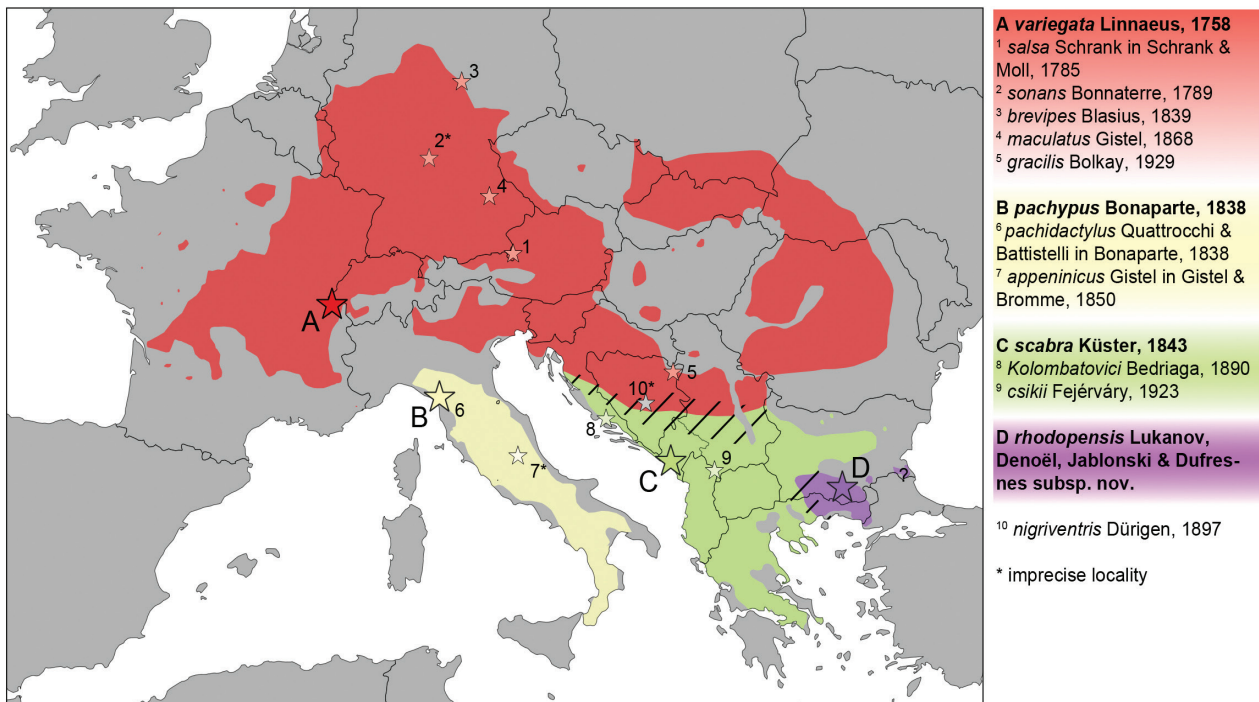 3
2*
4
1
A
5
10*
B
6
8
7*
C
9
D
?
A variegata Linnaeus, 1758
1 salsa Schrank in Schrank &
Moll, 1785
2 sonans Bonnaterre, 1789
3 brevipes Blasius, 1839
4 maculatus Gistel, 1868
5 gracilis Bolkay, 1929
B pachypus Bonaparte, 1838
6 pachidactylus Quattrocchi &
Battistelli in Bonaparte, 1838
7 appeninicus Gistel in Gistel &
Bromme, 1850
C scabra Küster, 1843
8 Kolombatovici Bedriaga, 1890
9 csikii Fejérváry, 1923
D rhodopensis Lukanov,
Denoël, Jablonski & Dufres-
nes subsp. nov.
10 nigriventris Dürigen, 1897
* imprecise locality